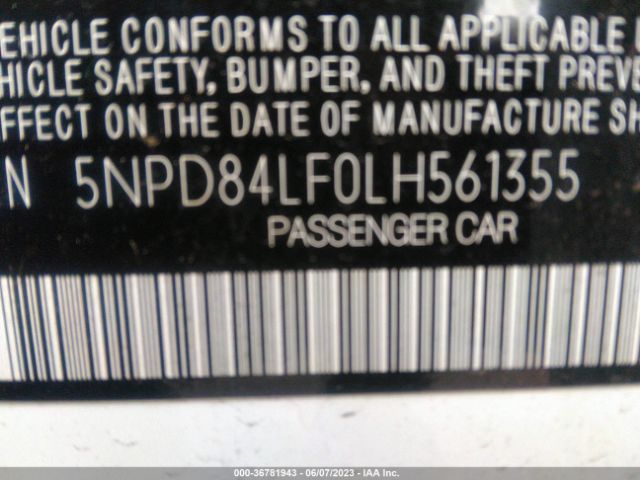 EHICLE CONFORMS TO ALL APPLICABLE
HICLE SAFETY, BUMPER, AND THEFT PREVE
FFECT ON THE DATE OF MANUFACTURE SH
N 5NPD84LF0LH561355
PASSENGER CAR
000-36781943 - 06/07/2023 - IAA Inc.